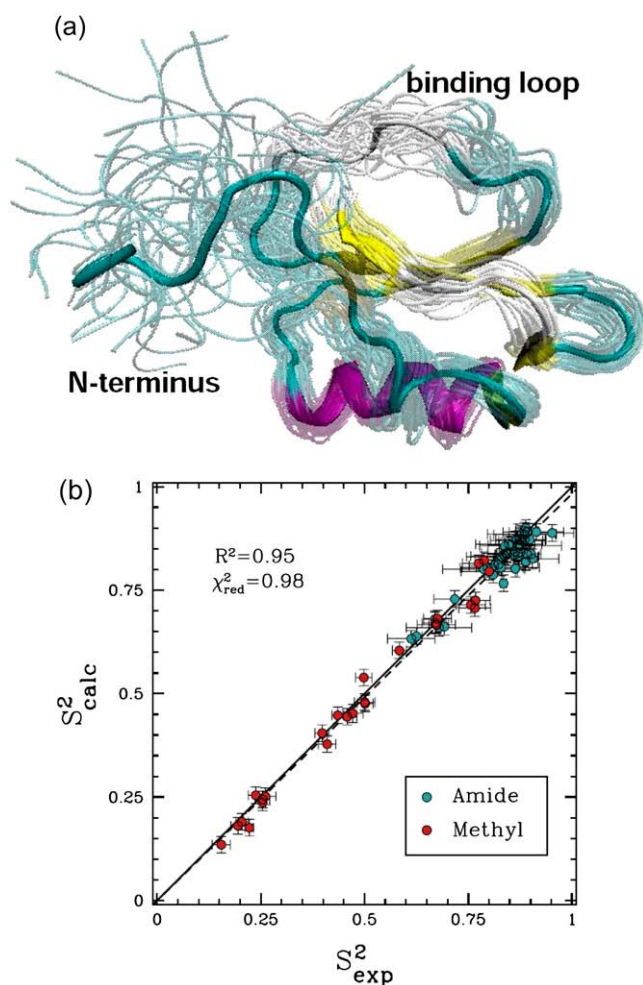 (a)
binding loop
N-terminus
(b)
1
0.75
0.5
0.25
0
S²calc
R²=0.95
χ²red=0.98
Amide
Methyl
0
0.25
0.5
0.75
1
S²exp